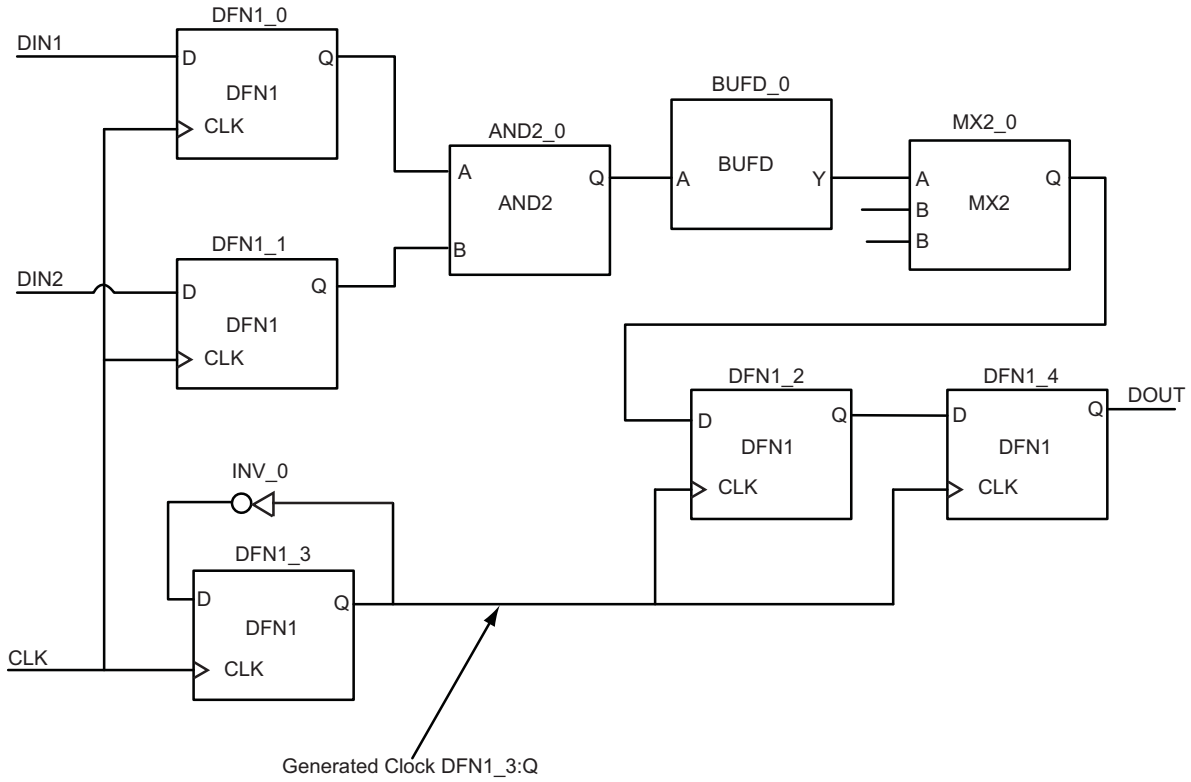 DFN1_0
DIN1
D
Q
DFN1
CLK
DFN1_1
DIN2
D
Q
DFN1
CLK
AND2_0
A
Q
AND2
B
BUFD_0
BUFD
A
Y
MX2_0
A
Q
B
MX2
B
DFN1_2
D
Q
DFN1
CLK
DFN1_4
D
Q
DOUT
DFN1
CLK
INV_0
DFN1_3
D
Q
DFN1
CLK
CLK
Generated Clock DFN1_3:Q